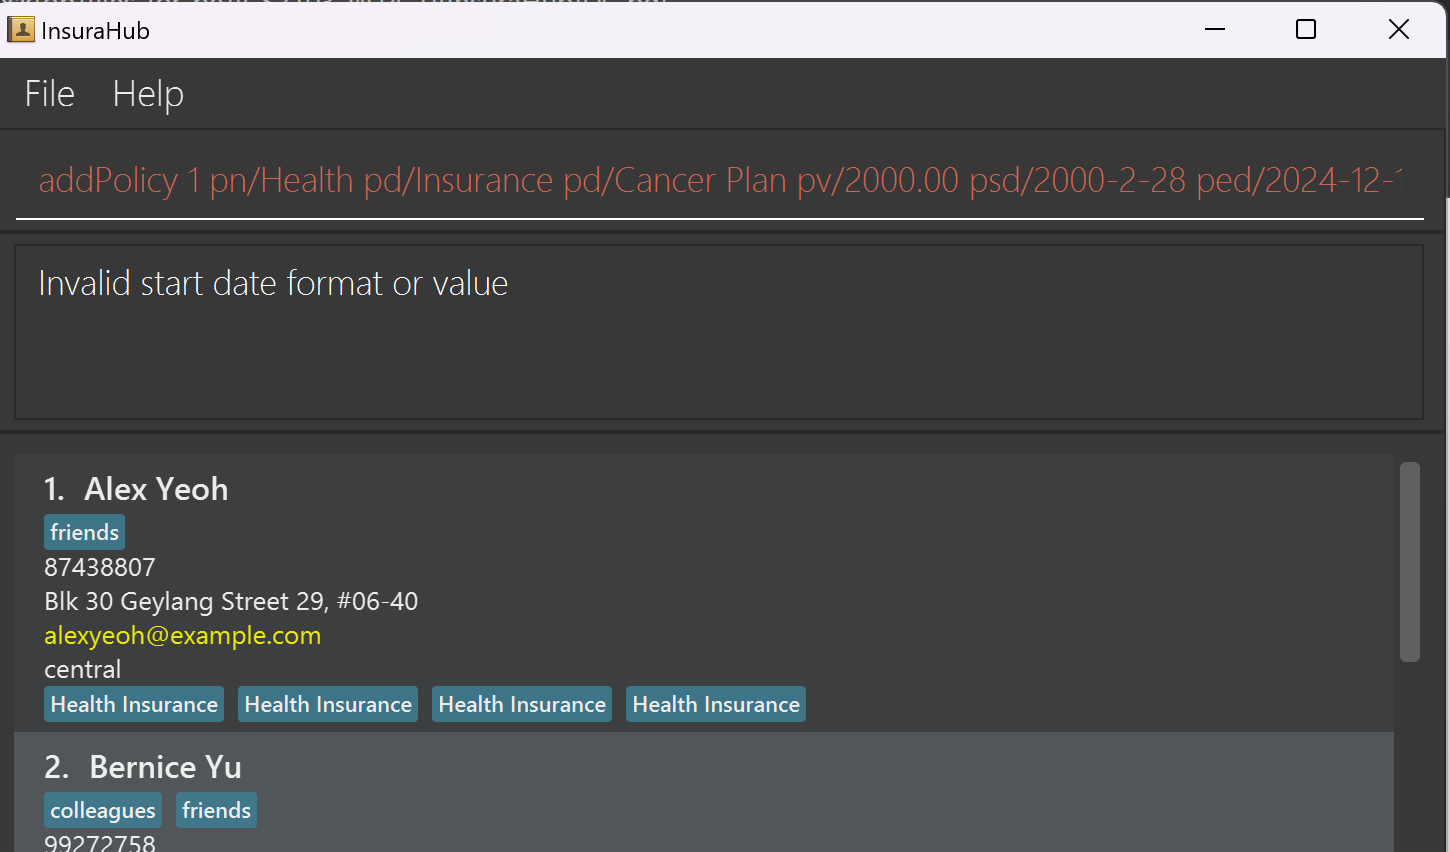 InsuraHub
File Help
addPolicy 1 pn/Health pd/Insurance pd/Cancer Plan pv/2000.00 psd/2000-2-28 ped/2024-12-1
Invalid start date format or value
1. Alex Yeoh
friends
87438807
Blk 30 Geylang Street 29, #06-40
alexyeoh@example.com
central
Health Insurance Health Insurance Health Insurance Health Insurance
2. Bernice Yu
colleagues friends
99272758